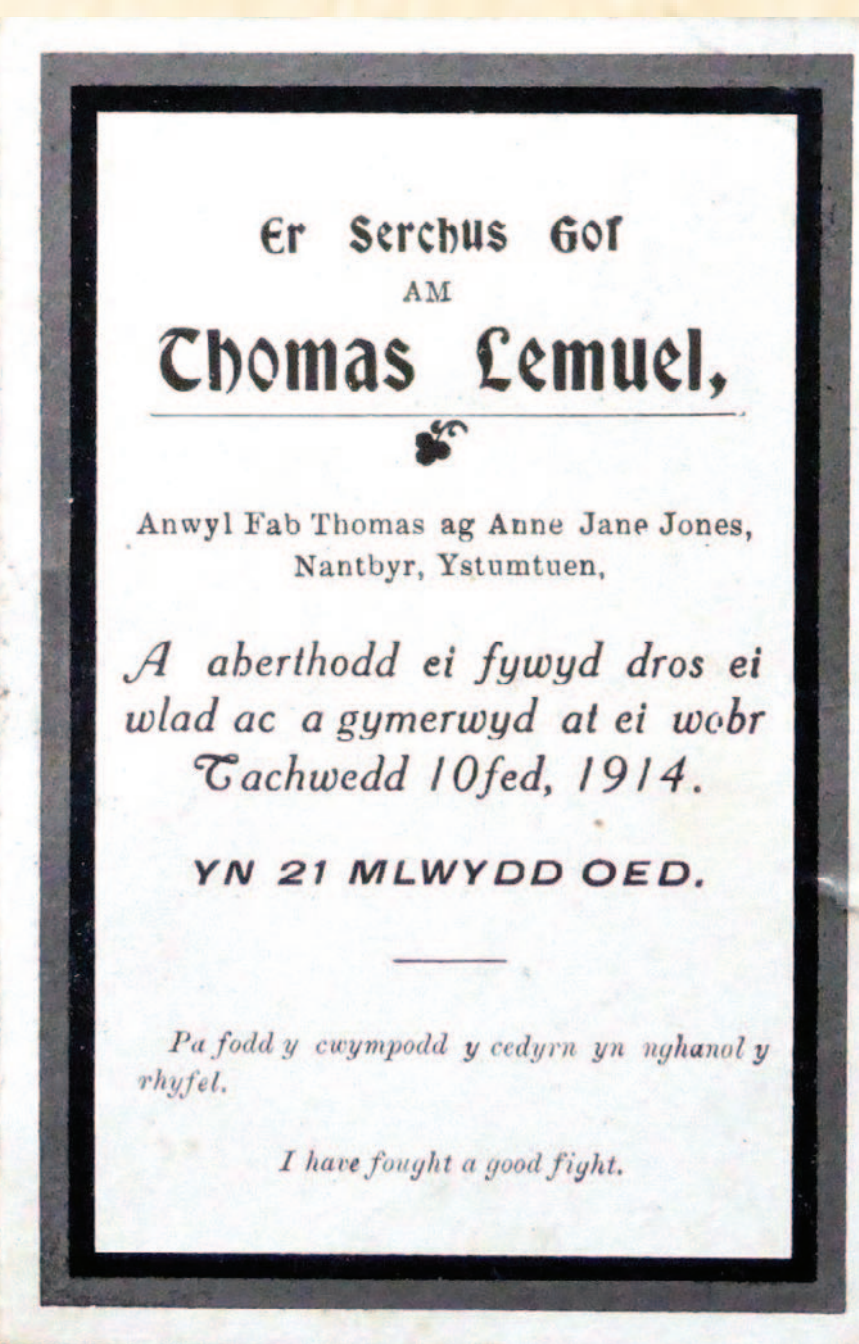 Er Serchus Gof
AM
Thomas Lemuel,
Anwyl Fab Thomas ag Anne Jane Jones,
Nantbyr, Ystumtuen,
A aberthodd ei fywyd dros ei
wlad ac a gymerwyd at ei wobr
Tachwedd 10fed, 1914.
YN 21 MLWYDD OED.
Pa fodd y cwympodd y cedyrn yn nghanol y
rhyfel.
I have fought a good fight.